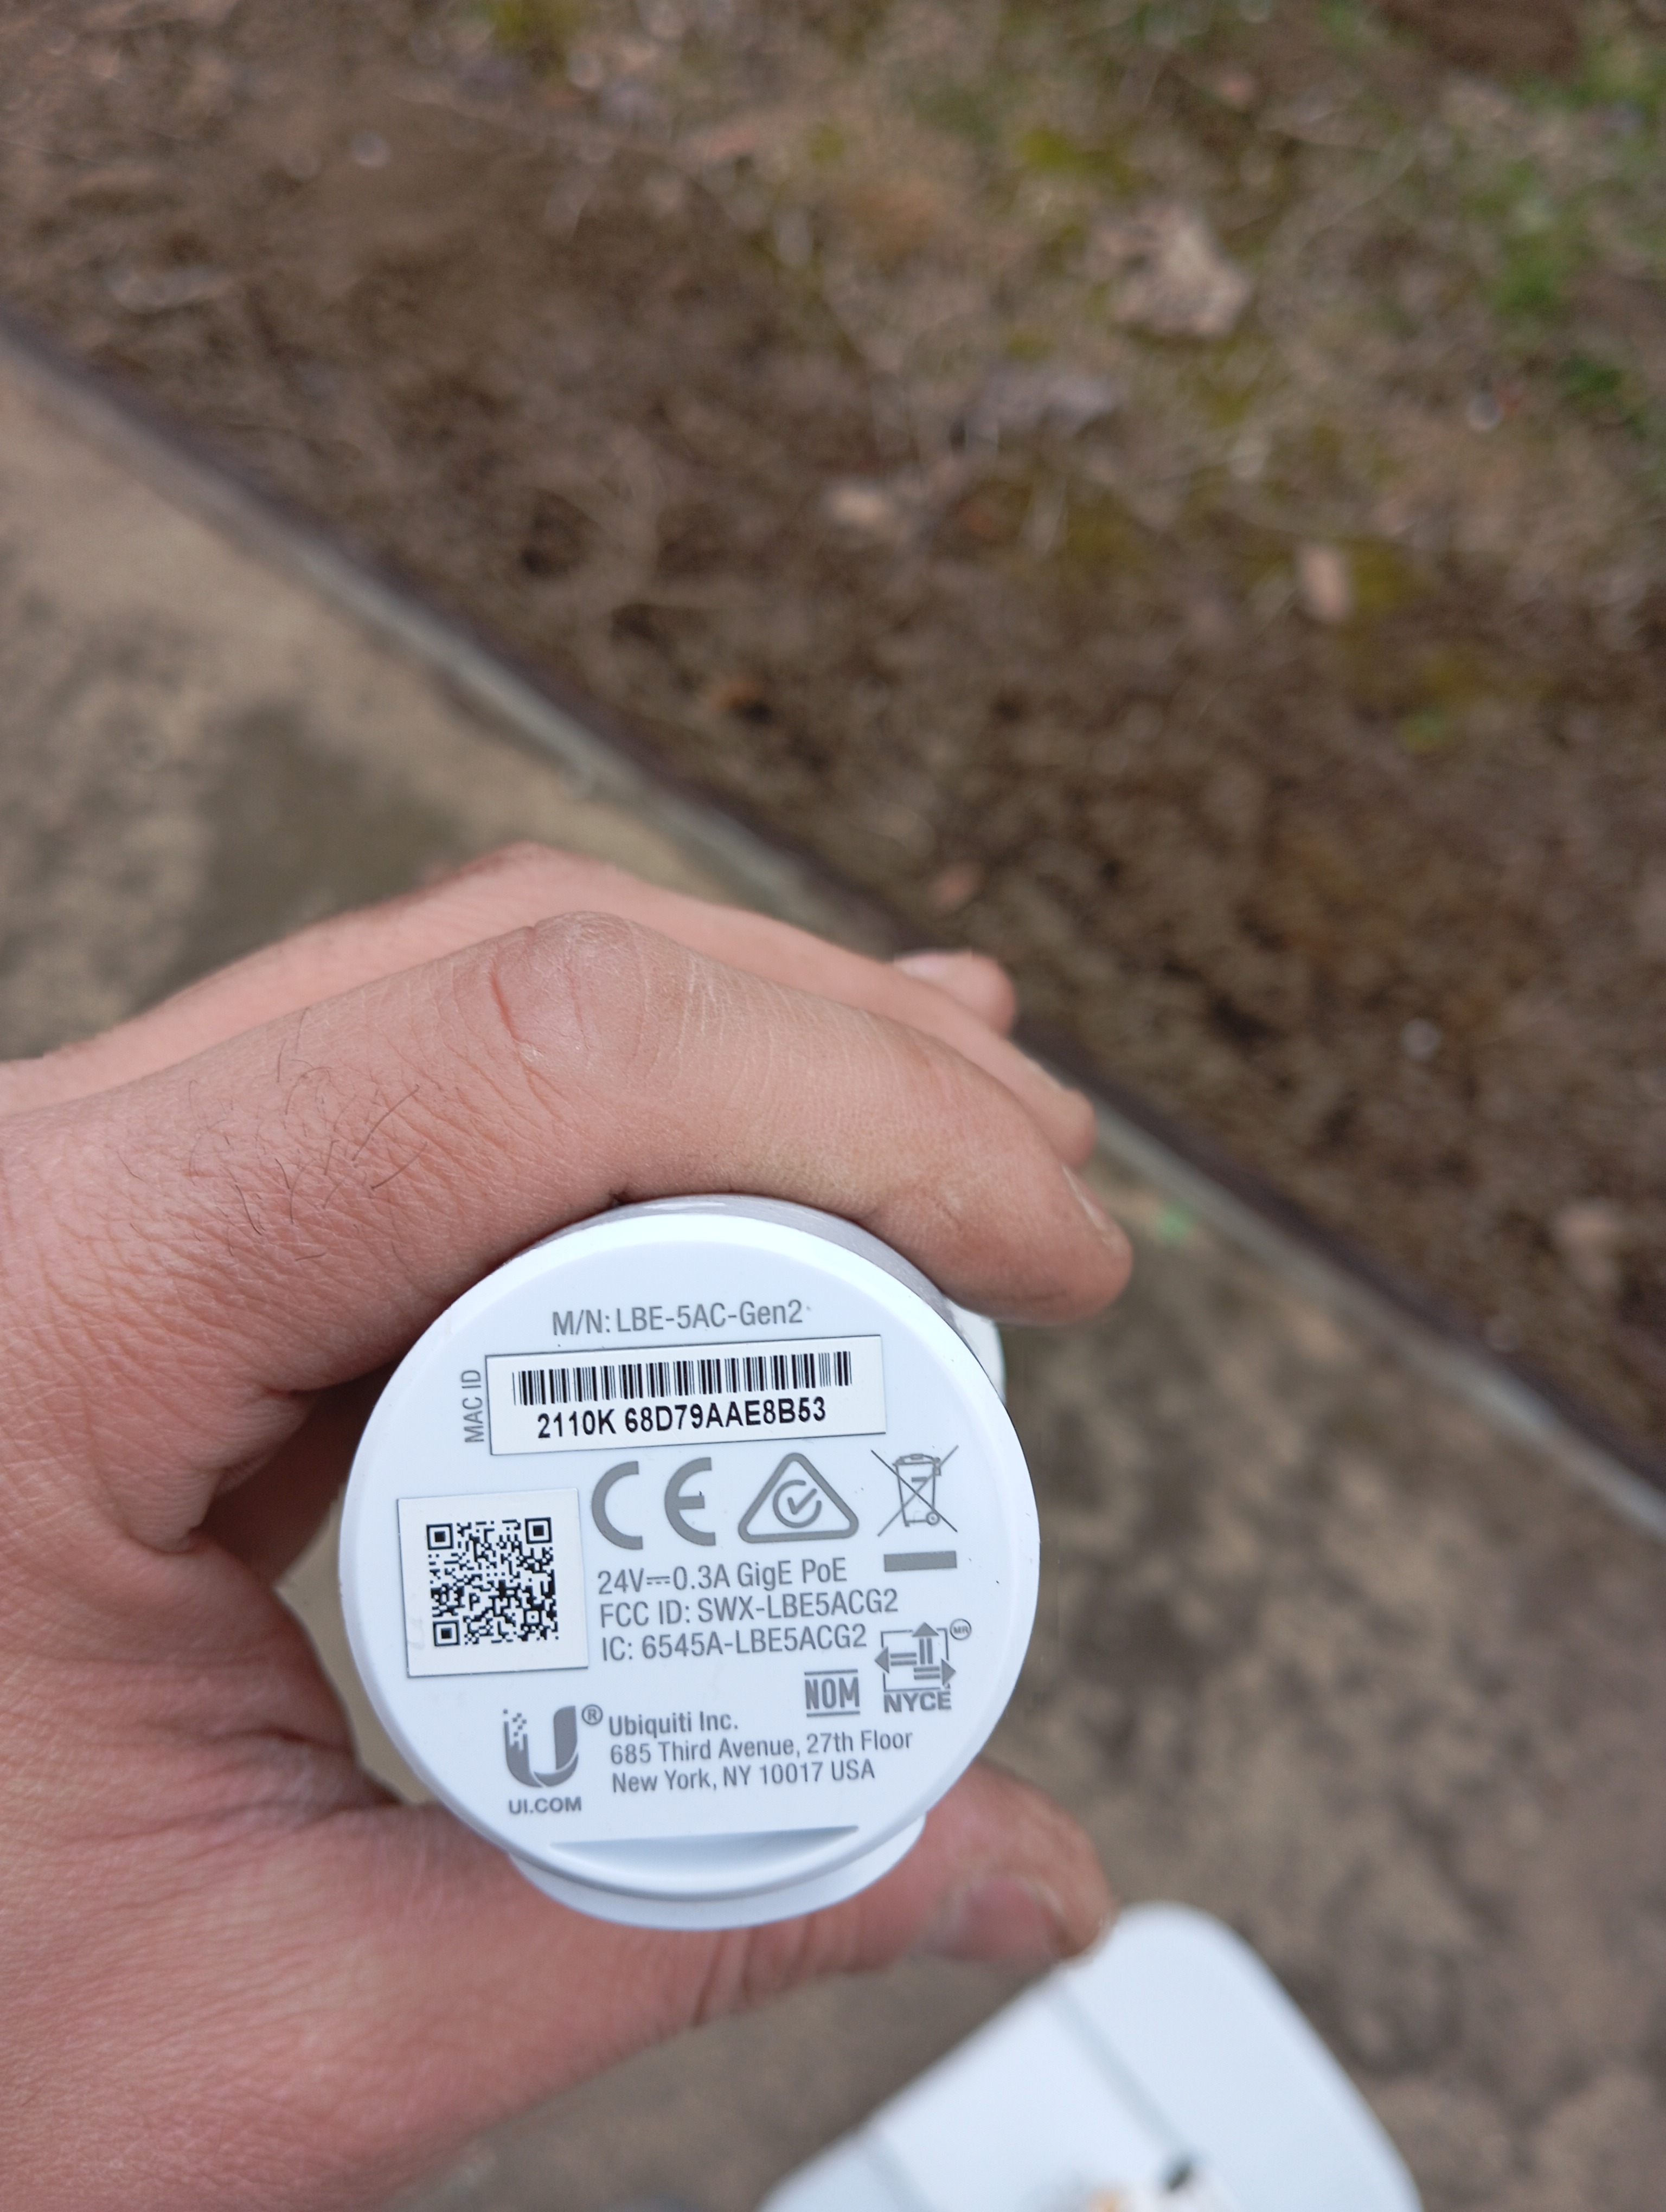 M/N: LBE-5AC-Gen2
MAC ID
2110K 68D79AAE8B53
CE
24V⎓0.3A GigE PoE
FCC ID: SWX-LBE5ACG2
IC: 6545A-LBE5ACG2
NOM
NYCE
MR
U®
UI.COM
Ubiquiti Inc.
685 Third Avenue, 27th Floor
New York, NY 10017 USA